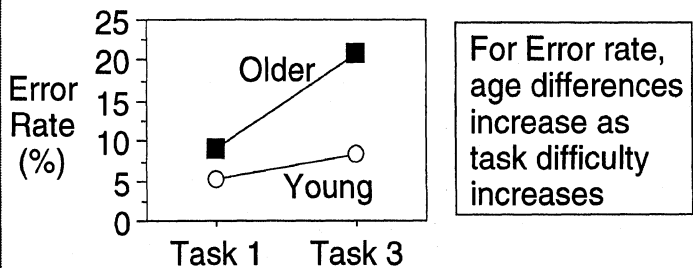 25
20
15
10
5
0
Error
Rate
(%)
Older
Young
Task 1 Task 3
For Error rate,
age differences
increase as
task difficulty
increases